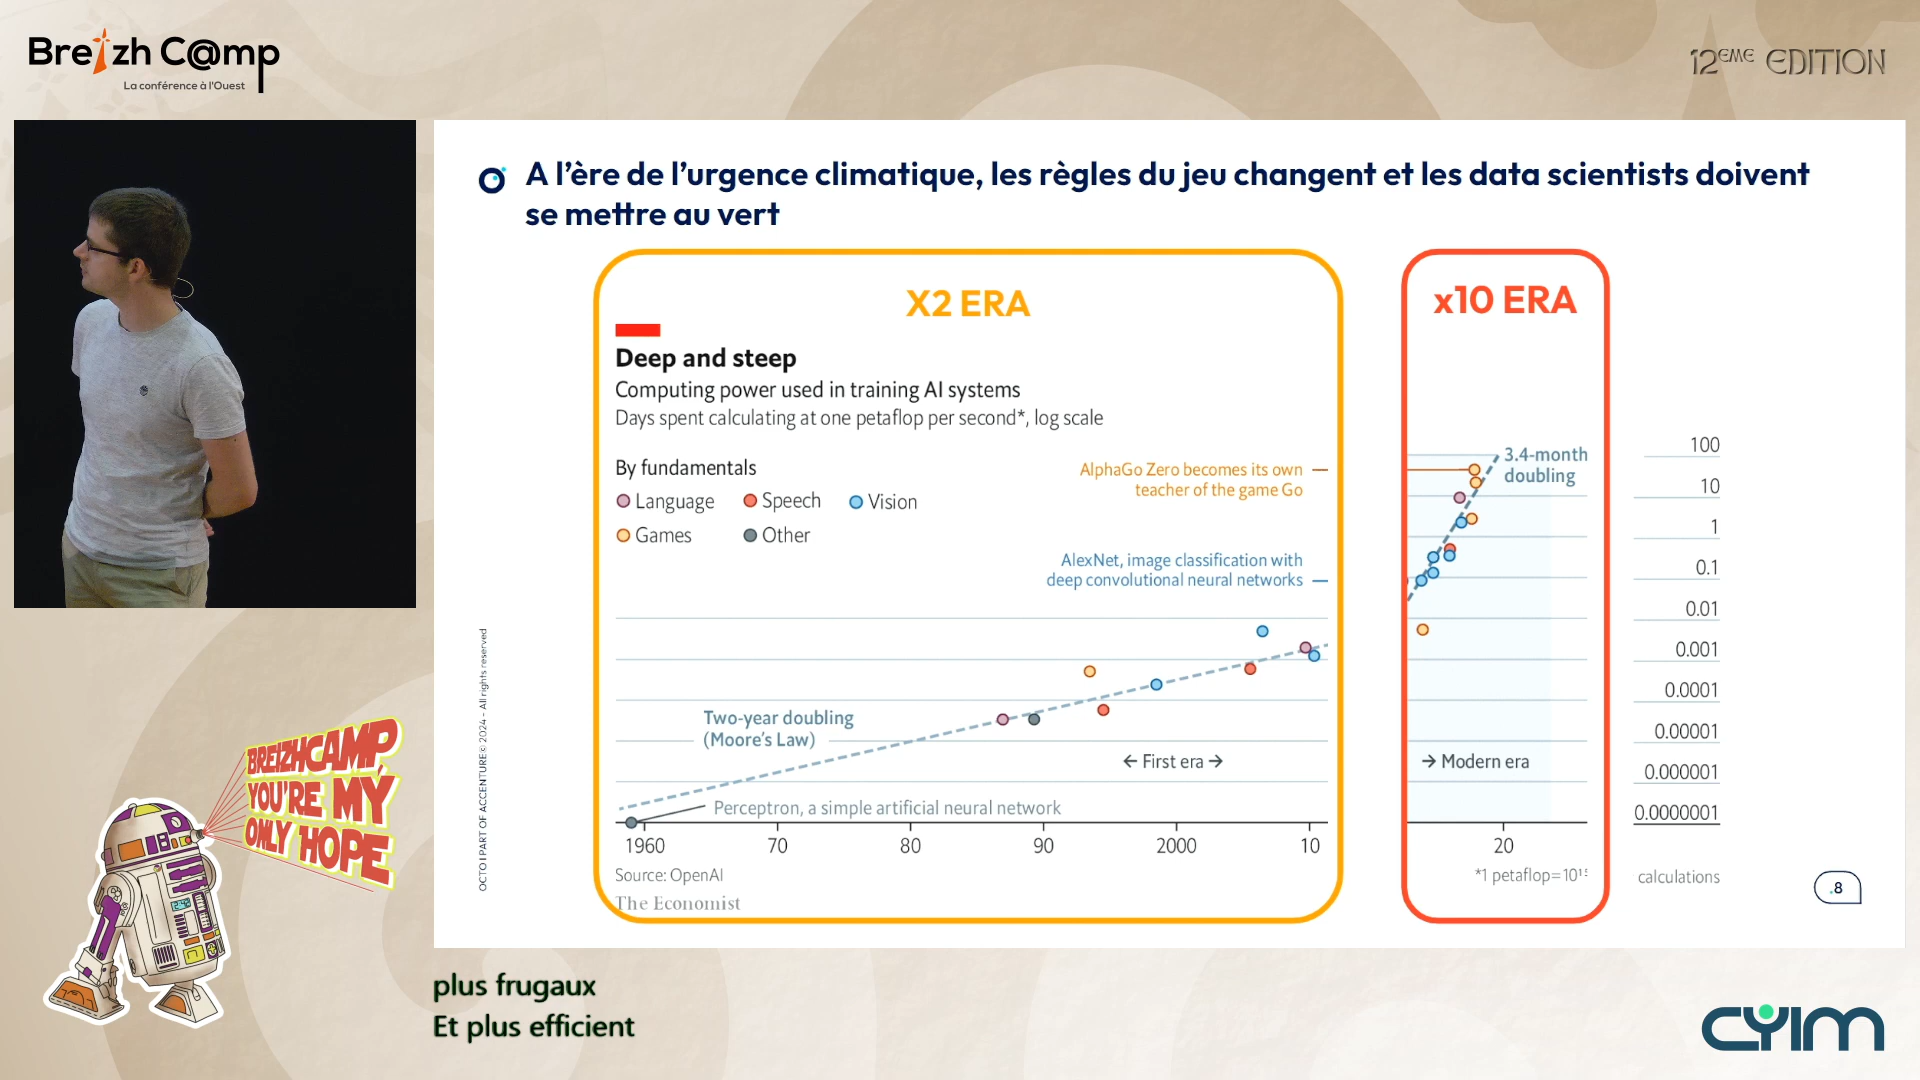 Breizh C@mp
La conférence à l'Ouest
12EME EDITION
A l'ère de l'urgence climatique, les règles du jeu changent et les data scientists doivent
se mettre au vert
X2 ERA
x10 ERA
Deep and steep
Computing power used in training AI systems
Days spent calculating at one petaflop per second*, log scale
By fundamentals
Language
Speech
Vision
Games
Other
AlphaGo Zero becomes its own
teacher of the game Go
AlexNet, image classification with
deep convolutional neural networks
3.4-month
doubling
100
10
1
0.1
0.01
0.001
0.0001
0.00001
0.000001
0.0000001
Two-year doubling
(Moore's Law)
← First era →
→ Modern era
Perceptron, a simple artificial neural network
1960 70 80 90 2000 10 20
Source: OpenAI
The Economist
*1 petaflop=10¹⁵ calculations
.8
OCTO I PART OF ACCENTURE © 2024 - All rights reserved
BREIZHCAMP,
YOU'RE MY
ONLY HOPE
plus frugaux
Et plus efficient
CYIM